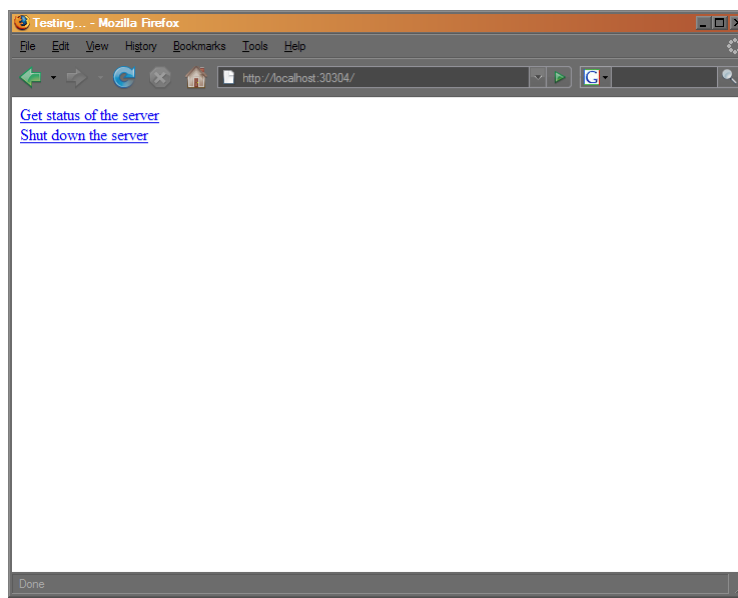 Testing... - Mozilla Firefox
File Edit View History Bookmarks Tools Help
http://localhost:30304/ G
Get status of the server
Shut down the server
Done